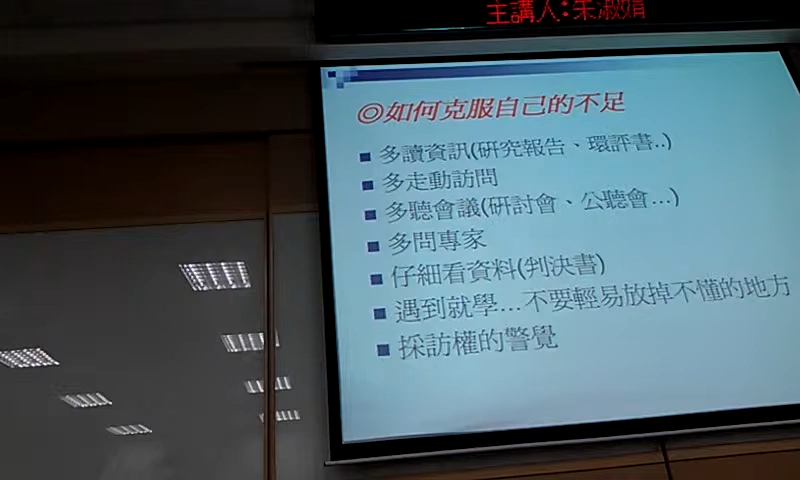 主講人:朱淑娟
◎如何克服自己的不足
多讀資訊(研究報告、環評書..)
多走動訪問
多聽會議(研討會、公聽會...)
多問專家
仔細看資料(判決書)
遇到就學...不要輕易放掉不懂的地方
採訪權的警覺